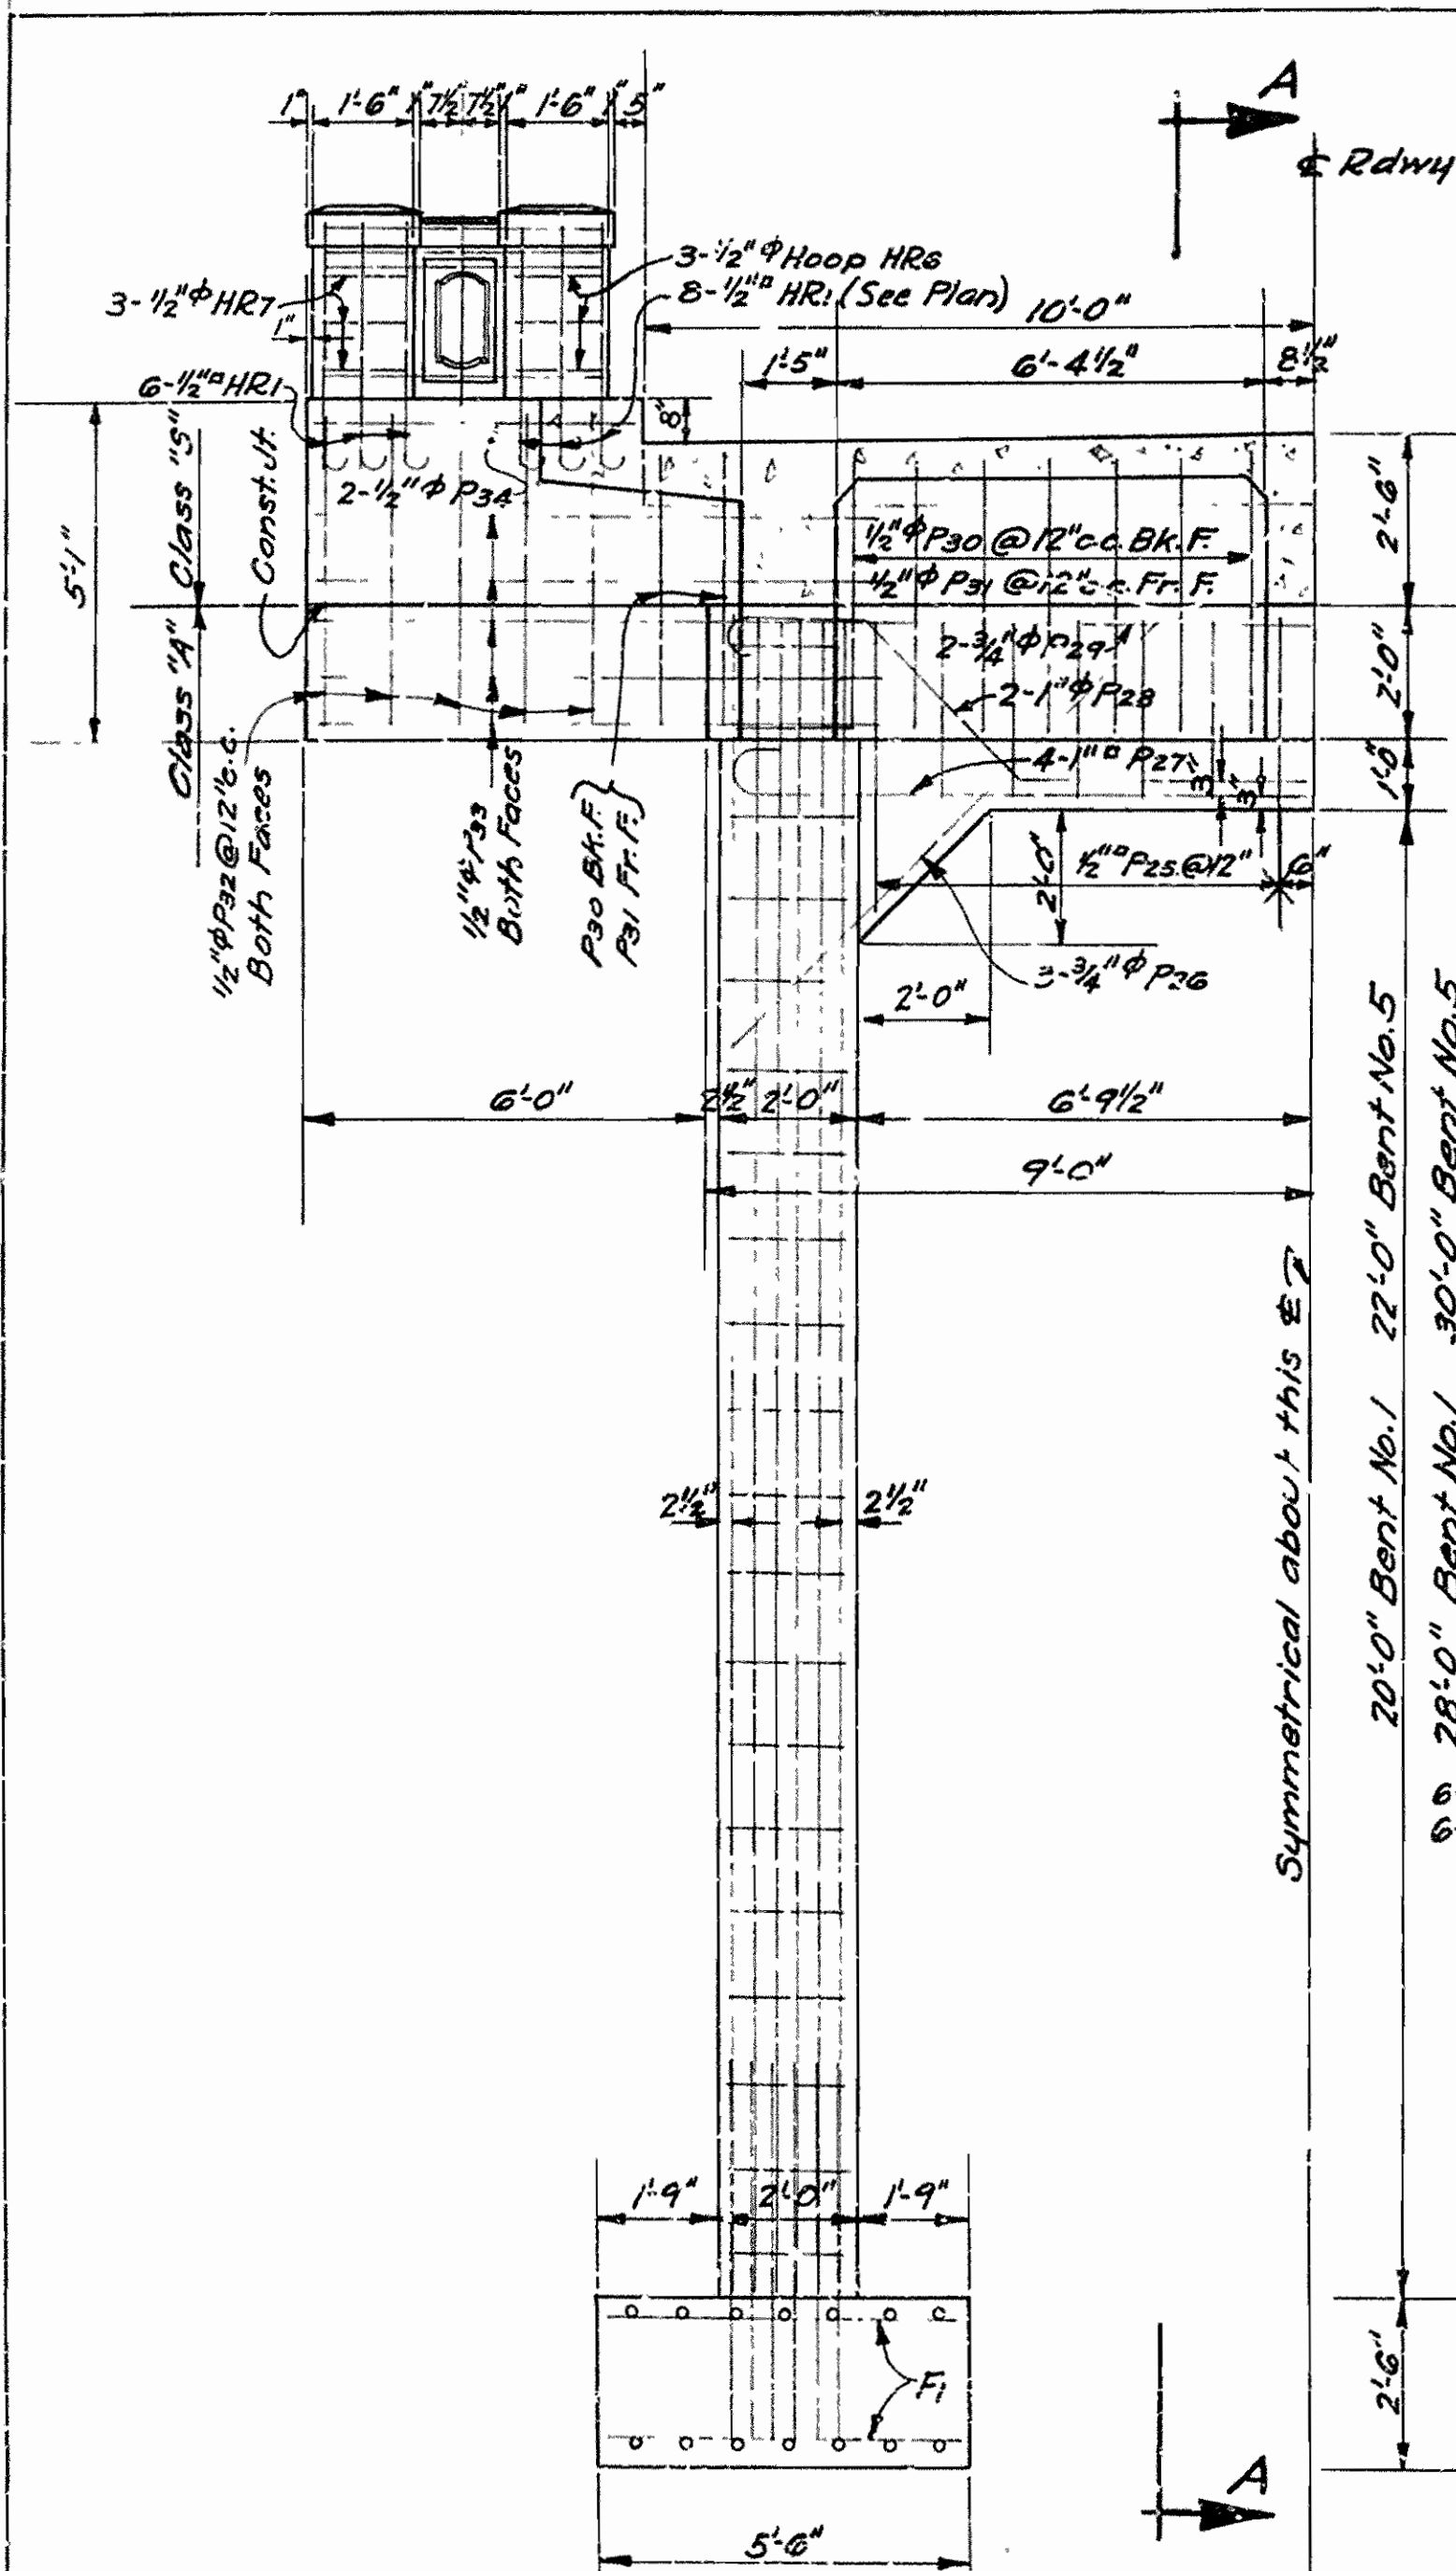 A
℄ Rdwy
1" 1'-6" 1" 7½" 7½" 1" 1'-6" 1" 5"
3-½"ϕ Hoop HR6
8-½"□ HR1 (See Plan)
3-½"ϕ HR7
1"
6-½"□ HR1
10'-0"
1'-5"
6'-4½"
8½"
8"
2-½"ϕ P34
5'-1"
Class "S"
Class "A"
Const. Jt.
½"ϕ P30 @ 12" c.c. Bk. F.
½"ϕ P31 @ 12" c.c. Fr. F.
2-¾"ϕ P29
2-1"ϕ P28
4-1"□ P27
3"
3"
2'-6"
2'-0"
1'-0"
½"ϕ P32 @ 12" c.c.
Both Faces
½"ϕ P33
Both Faces
P30 Bk. F.
P31 Fr. F.
2'-0"
½"□ P25 @ 12"
6"
3-¾"ϕ P26
2'-0"
6'-0"
2½"
2'-0"
6'-9½"
9'-0"
2½"
2½"
Symmetrical about this ℄
20'-0" Bent No. 1 22'-0" Bent No. 5
28'-0" Bent No. 1 30'-0" Bent No. 5
1'-9"
2'-0"
1'-9"
F1
2'-6"
A
5'-6"